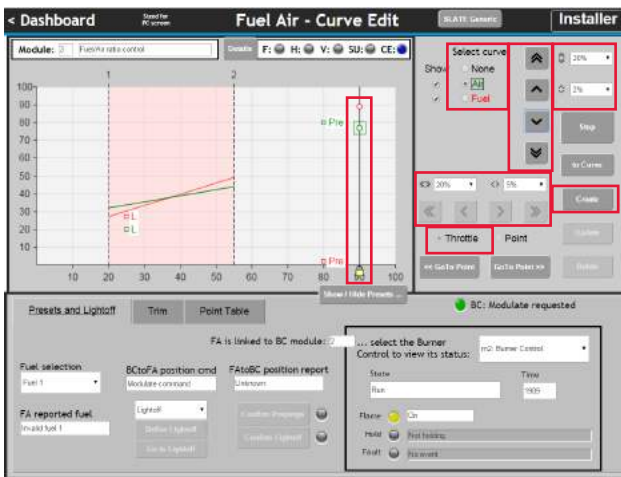 < Dashboard
Sized for
PC screen
Fuel Air - Curve Edit
SLATE Generic
Installer
Module: 3 Fuel/Air ratio control
Details
F: H: V: SU: CE:
Select curve
Show
None
Air
Fuel
20%
2%
Stop
to Curve
20%
5%
Create
Throttle
Point
<< GoTo Point
GoTo Point >>
Delete
1
2
100
90
80
70
60
50
40
30
20
10
Pre
L
L
Pre
10 20 30 40 50 60 70 80 90 100
Show / Hide Presets ...
Presets and Lightoff
Trim
Point Table
BC: Modulate requested
FA is linked to BC module: 2
... select the Burner
Control to view its status:
m2: Burner Control
Fuel selection
Fuel 1
BCtoFA position cmd
Modulate command
FAtoBC position report
Unknown
State
Run
Time
1989
FA reported fuel
Invalid fuel 1
Lightoff
Define Lightoff
Go to Lightoff
Confirm Prepurge
Confirm Lightoff
Flame
On
Hold
Not holding
Fault
No event